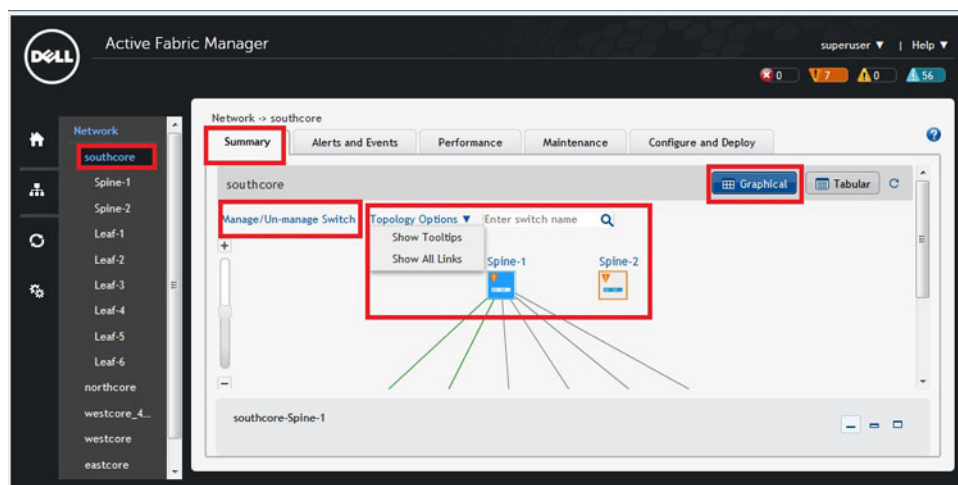 DELL
Active Fabric Manager
superuser ▼ | Help ▼
0 7 0 56
Network -> southcore
Summary Alerts and Events Performance Maintenance Configure and Deploy
Network
southcore
Spine-1
Spine-2
Leaf-1
Leaf-2
Leaf-3
Leaf-4
Leaf-5
Leaf-6
northcore
westcore_4...
westcore
eastcore
southcore
Graphical Tabular
Manage/Un-manage Switch Topology Options ▼ Enter switch name
Show Tooltips
Show All Links
Spine-1 Spine-2
southcore-Spine-1